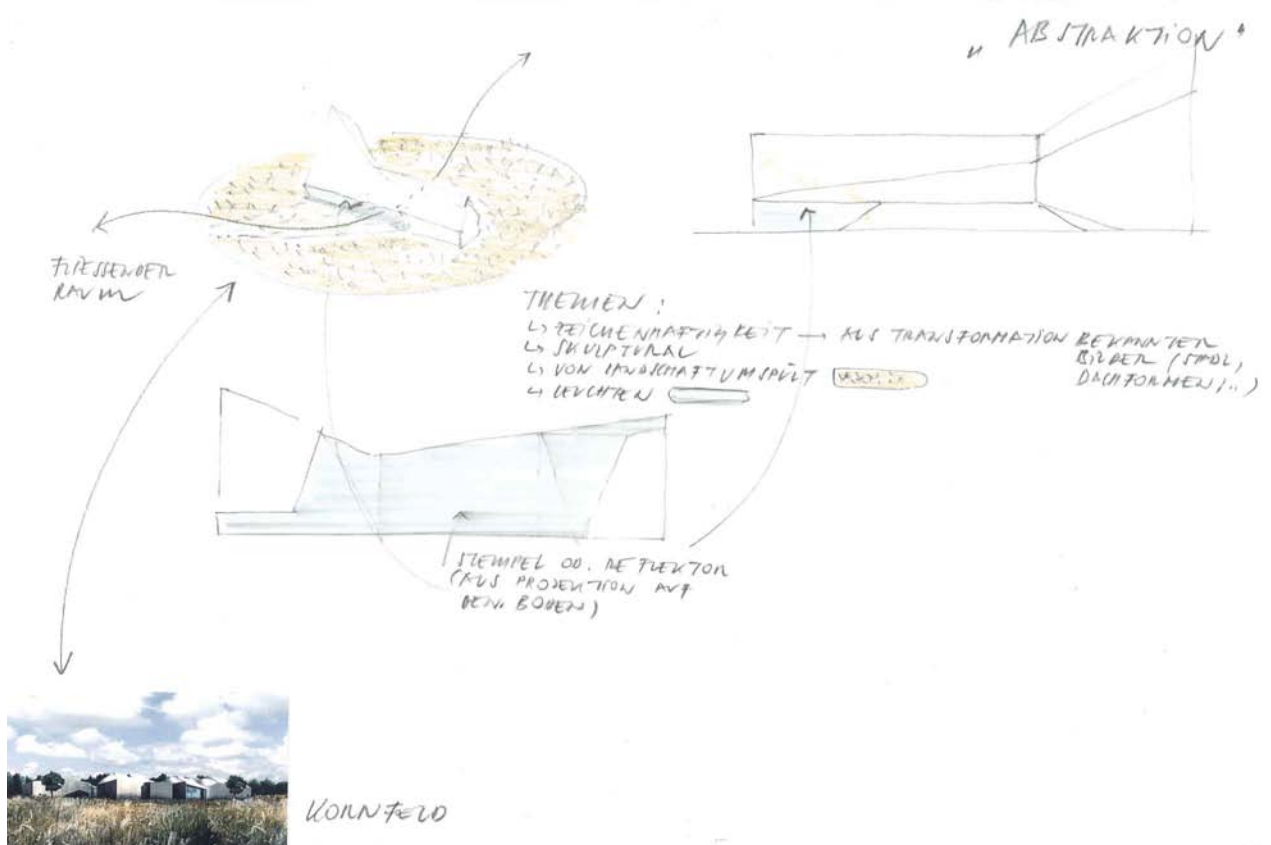 „ ABSTRAKTION “
FLIESSENDER
RAUM
THEMEN :
↳ ZEICHENHAFTIGKEIT → AUS TRANSFORMATION BEKANNTER
BILDER (STADL,
DACHFORMEN,..)
↳ SKULPTURAL
↳ VON LANDSCHAFT UMSPÜLT
↳ LEUCHTEN
STEMPEL OD. REFLEKTOR
(AUS PROJEKTION AUF
DEN. BODEN)
KORNFELD